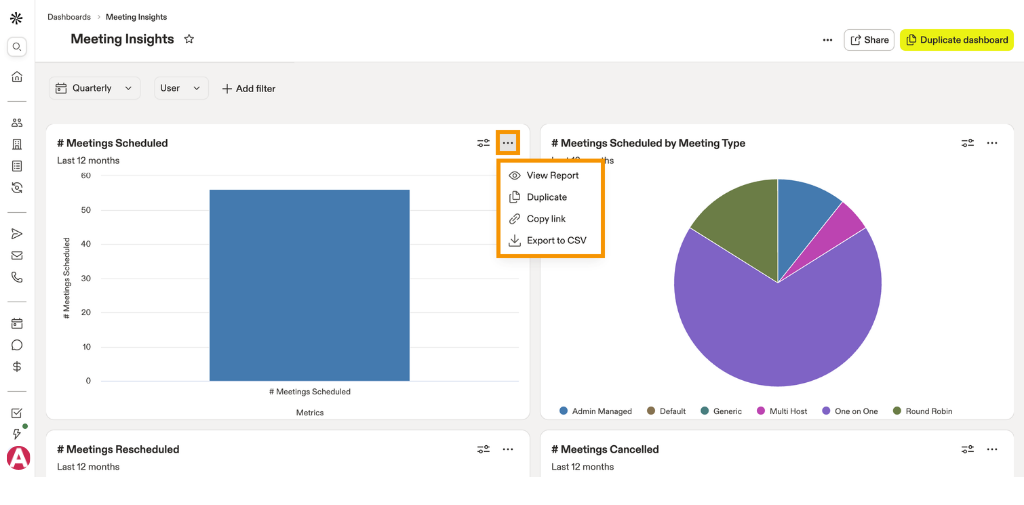 Dashboards > Meeting Insights
Meeting Insights
Share
Duplicate dashboard
Quarterly
User
+ Add filter
# Meetings Scheduled
Last 12 months
60
50
40
30
20
10
0
# Meetings Scheduled
# Meetings Scheduled
Metrics
View Report
Duplicate
Copy link
Export to CSV
# Meetings Scheduled by Meeting Type
Admin Managed
Default
Generic
Multi Host
One on One
Round Robin
# Meetings Rescheduled
Last 12 months
# Meetings Cancelled
Last 12 months
A